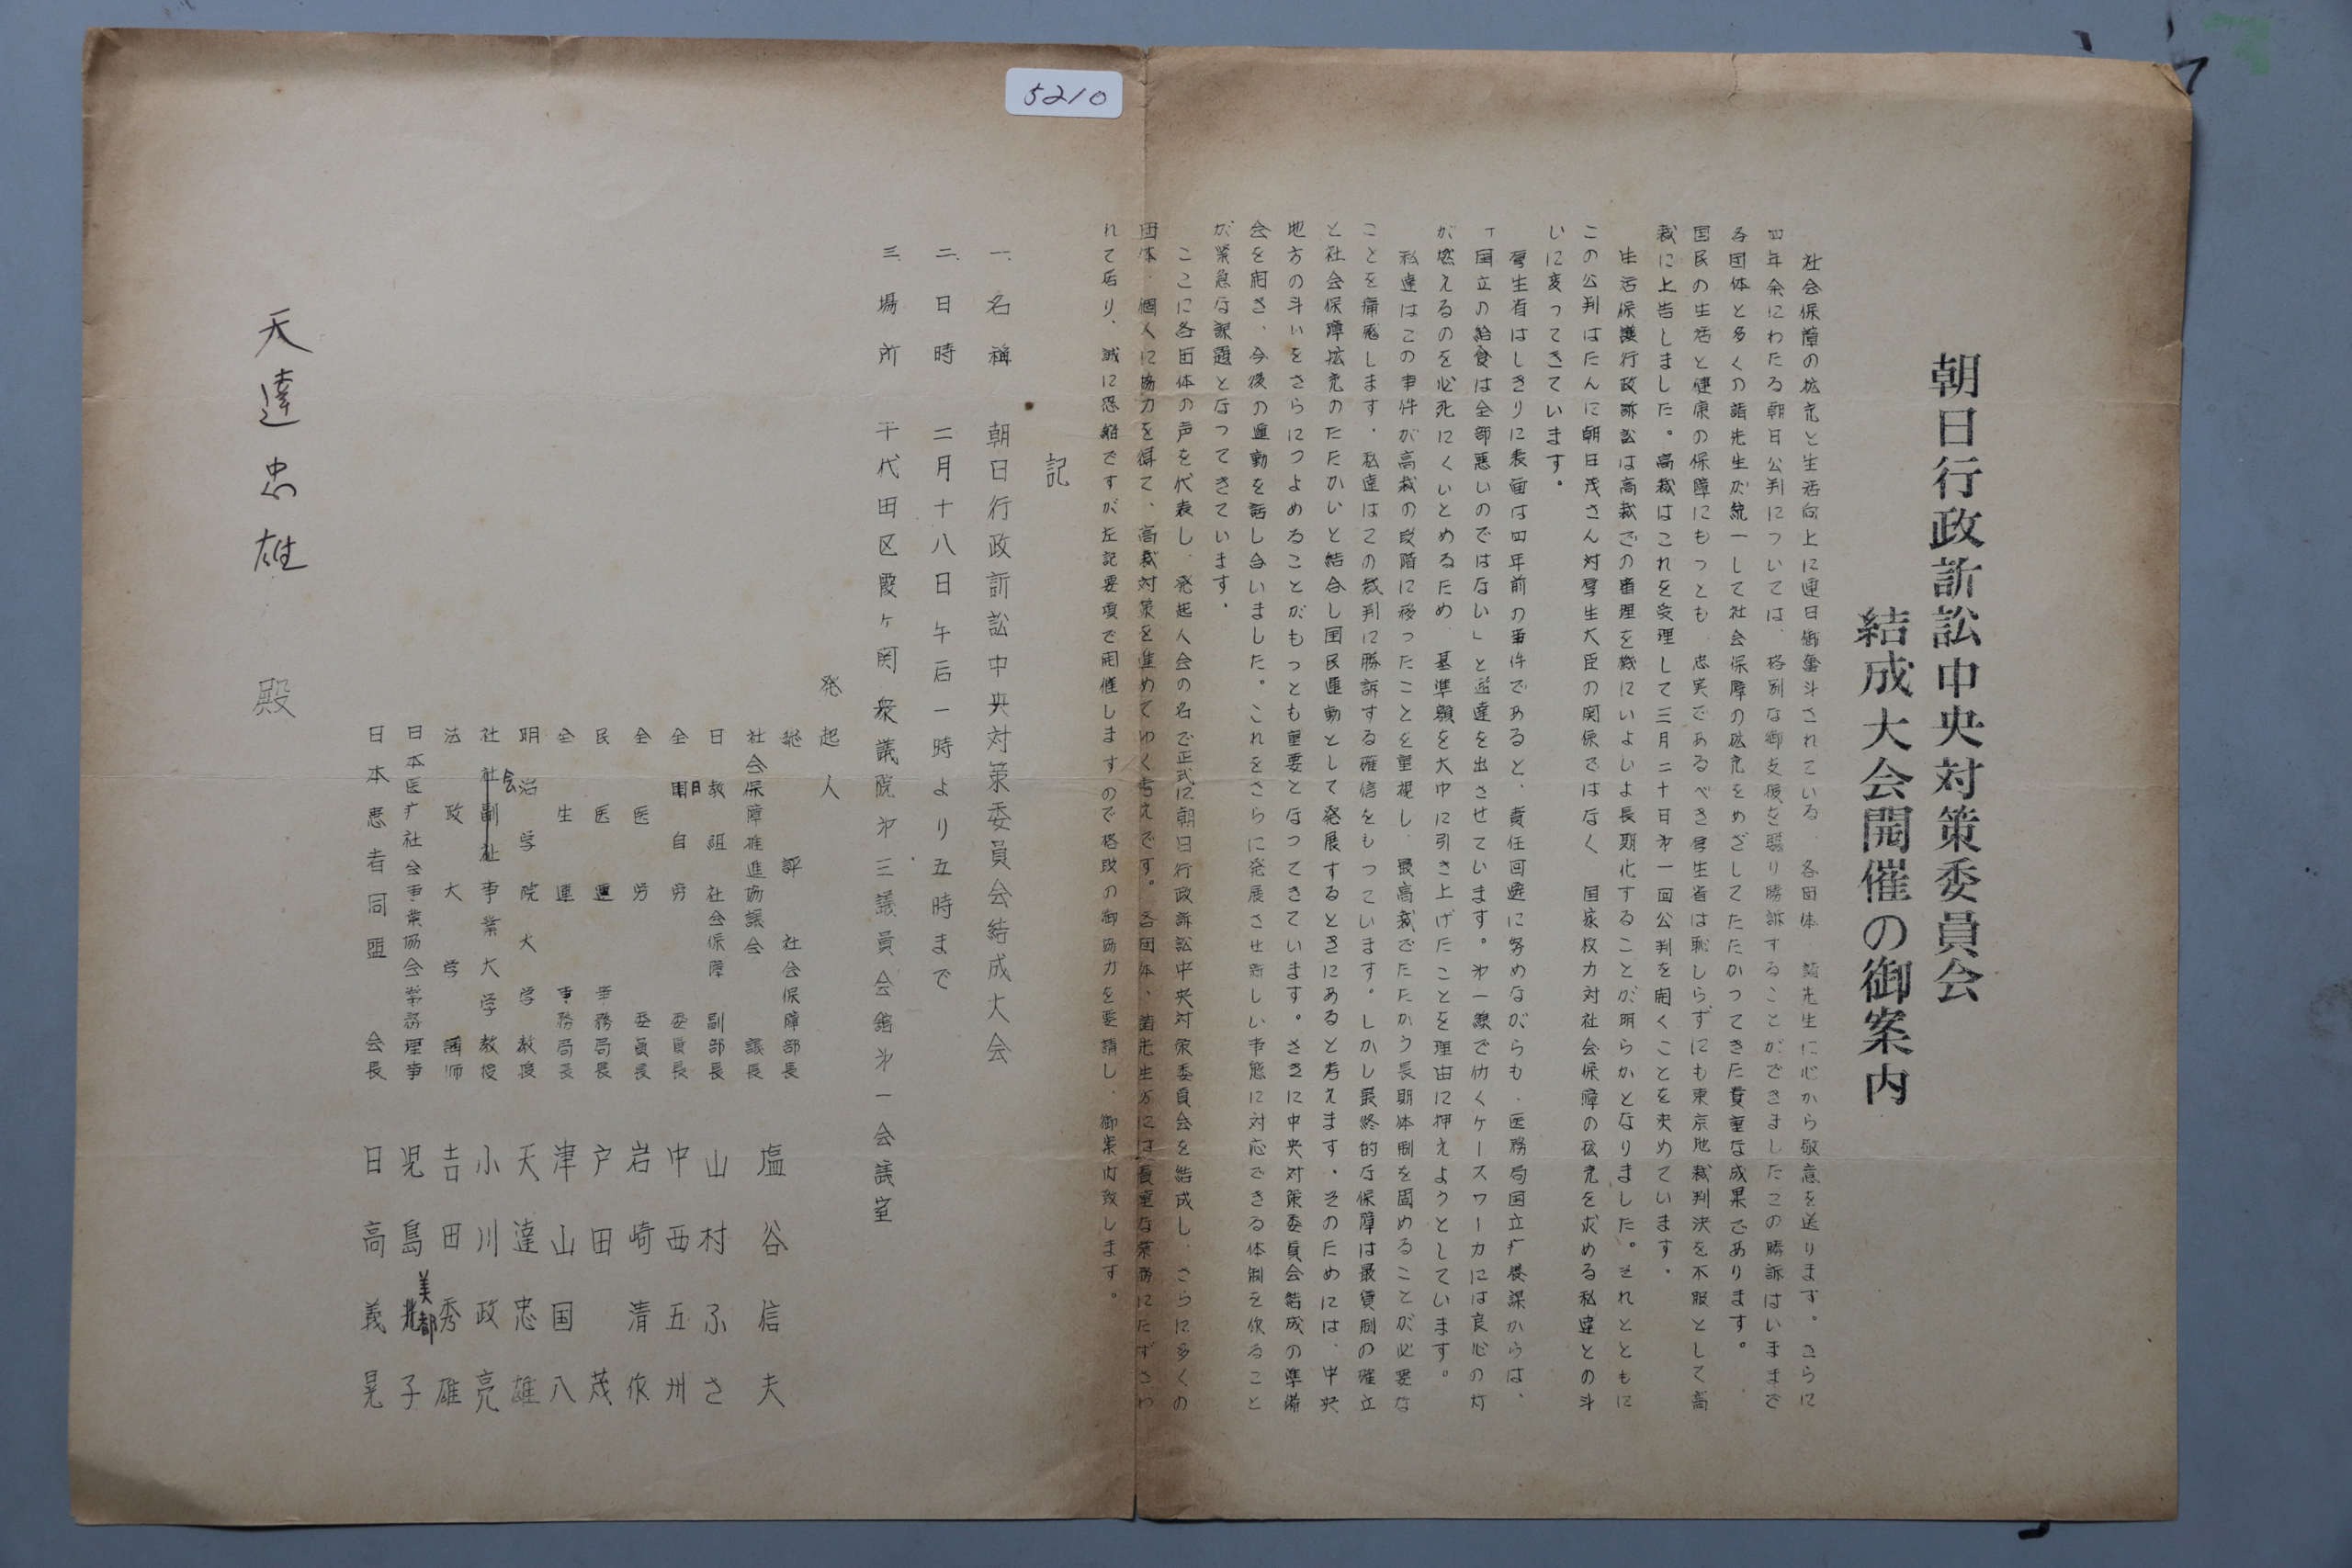 朝日行政訴訟中央対策委員会
結成大会開催の御案内
社会保障の拡充と生活向上に連日御奮斗されている、各団体 諸先生に心から敬意を送ります。さらに
四年余にわたる朝日公判については、格別な御支援を賜り勝訴することができましたこの勝訴はいままで
各団体と多くの諸先生が統一して社会保障の拡充をめざしてたたかってきた貴重な成果であります。
国民の生活と健康の保障にもっとも、忠実であるべき厚生省は恥しらずにも東京地裁判決を不服として高
裁に上告しました。高裁はこれを受理して三月二十日才一回公判を開くことを決めています。
生活保護行政訴訟は高裁での審理を機にいよいよ長期化することが明らかとなりました。それとともに
この公判はたんに朝日茂さん対厚生大臣の関係ではなく 国家权力対社会保障の拡充を求める私達との斗
いに変ってきています。
厚生省はしきりに表面は四年前の事件であると、責任回避に努めながらも、医務局国立疒養課からは、
「国立の給食は全部悪いのではない」と通達を出させています。才一線で仂くケースワーカには良心の灯
が燃えるのを必死にくいとめるため、基準額を大巾に引き上げたことを理由に押えようとしています。
私達はこの事件が高裁の段階に移ったことを重視し、最高裁でたたかう長期体制を固めることが必要な
ことを痛感します。私達はこの裁判に勝訴する確信をもっています。しかし最終的な保障は最賃制の確立
と社会保障拡充のたたかいと結合し国民運動として発展するときにあると考えます。そのためには、中央
地方の斗いをさらにつよめることがもっとも重要となってきています。さきに中央対策委員会結成の準備
会を開き、今後の運動を話し合いました。これをさらに発展させ新しい事態に対応できる体制を作ること
が緊急な課題となってきています。
ここに各団体の声を代表し、発起人会の名で正式に朝日行政訴訟中央対策委員会を結成し、さらに多くの
団体、個人に協力を得て、高裁対策を進めてゆく考えです。各団体、諸先生方には貴重な業務にたずさわ
れて居り、誠に恐縮ですが左記要項で開催しますので格段の御協力を要請し、御案内致します。
記
一、名稱 朝日行政訴訟中央対策委員会結成大会
二、日時 二月十八日午后一時より五時まで
三、場所 千代田区霞ヶ関 衆議院才三議員会舘才一会議室
発起人
総評 社会保障部長 塩谷信夫
社会保障推進協議会 議長
日教組 社会保障 副部長 山村ふさ
全日自労 委員長 中西五州
全医労 委員長 岩崎清作
民医連 事務局長 戸田茂
全生連 事務局長 津山国八
明治学院大学 教授 天達忠雄
社会事業大学 教授 小川政亮
法政大学 講師 吉田秀雄
日本医疒社会事業協会常務理事 児島美都子
日本患者同盟 会長 日高義晃
天達忠雄 殿
5210